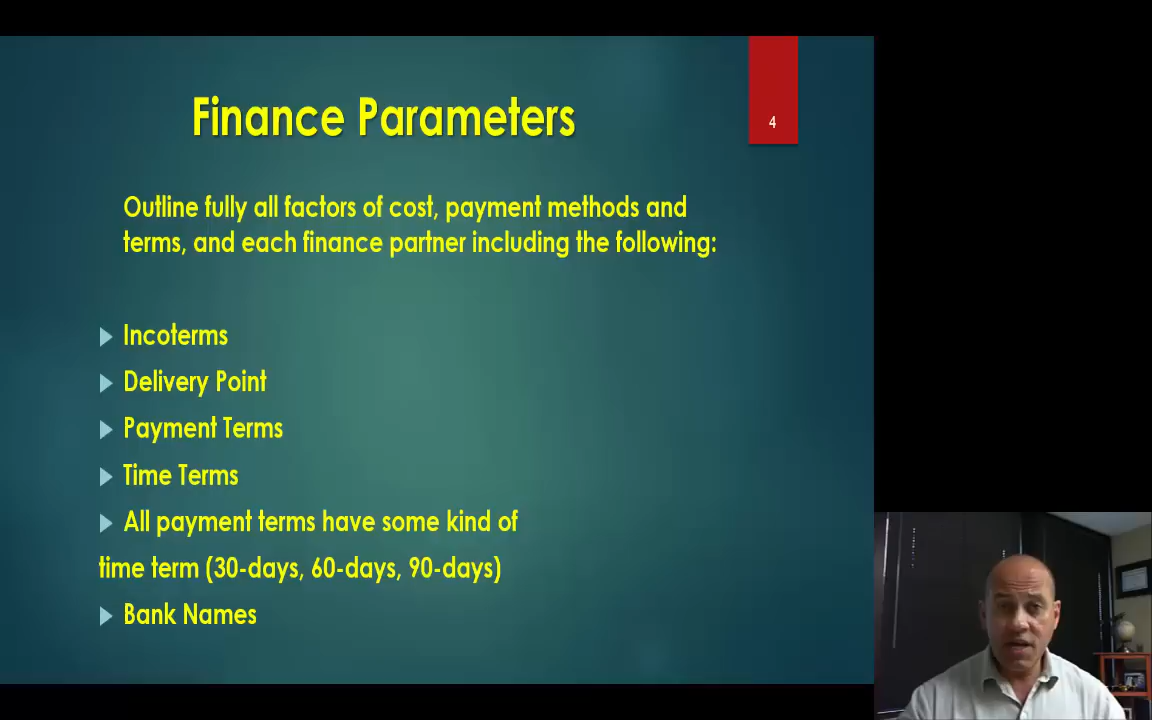 Finance Parameters
4
Outline fully all factors of cost, payment methods and
terms, and each finance partner including the following:
Incoterms
Delivery Point
Payment Terms
Time Terms
All payment terms have some kind of
time term (30-days, 60-days, 90-days)
Bank Names